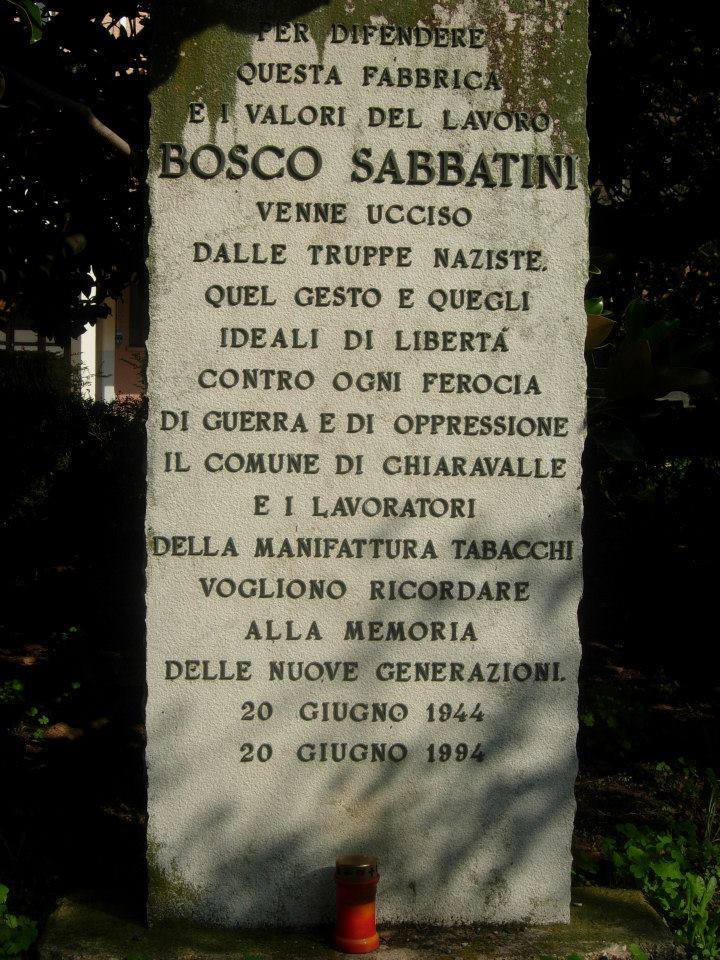 PER DIFENDERE
QUESTA FABBRICA
E I VALORI DEL LAVORO
BOSCO SABBATINI
VENNE UCCISO
DALLE TRUPPE NAZISTE.
QUEL GESTO E QUEGLI
IDEALI DI LIBERTÁ
CONTRO OGNI FEROCIA
DI GUERRA E DI OPPRESSIONE
IL COMUNE DI CHIARAVALLE
E I LAVORATORI
DELLA MANIFATTURA TABACCHI
VOGLIONO RICORDARE
ALLA MEMORIA
DELLE NUOVE GENERAZIONI.
20 GIUGNO 1944
20 GIUGNO 1994